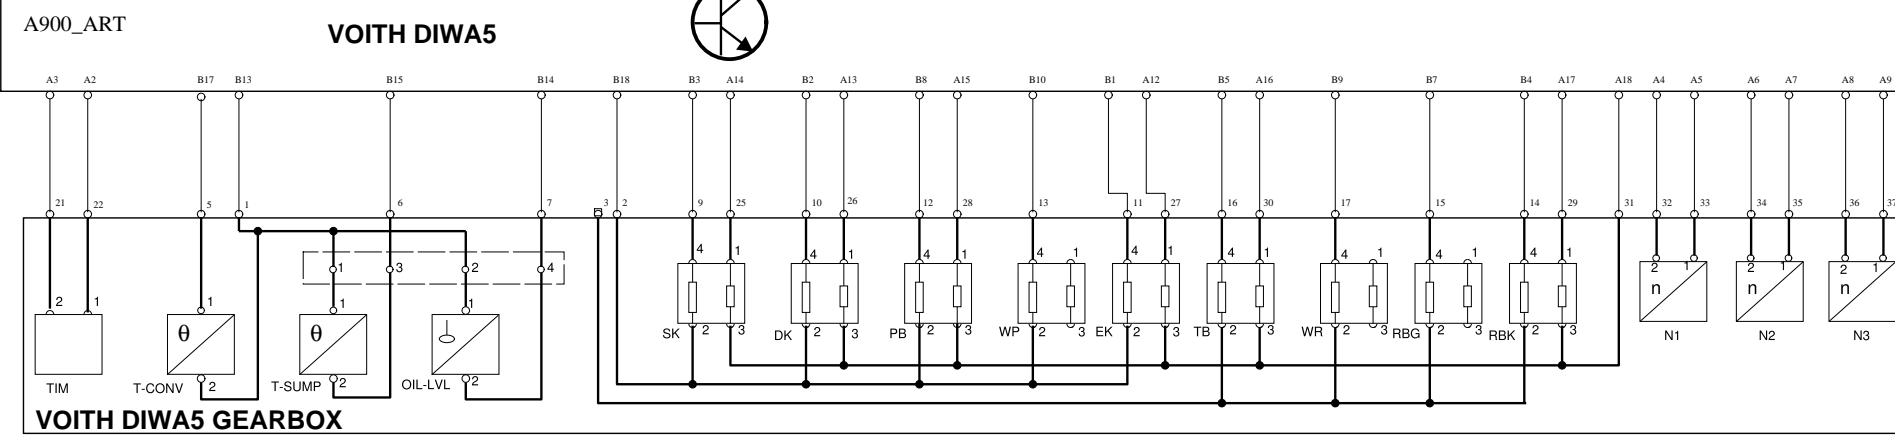 A900_ART
VOITH DIWA5
A3 A2 B17 B13 B15 B14 B18 B3 A14 B2 A13 B8 A15 B10 B1 A12 B5 A16 B9 B7 B4 A17 A18 A4 A5 A6 A7 A8 A9
21 22 5 1 6 7 3 2 9 25 10 26 12 28 13 11 27 16 30 17 15 14 29 31 32 33 34 35 36 37
4 1 4 1 4 1 4 1 4 1 4 1 4 1 4 1 4 1
1 3 2 4
2 1 2 1 2 1
n n n
2 1 1 1 1
θ θ
SK 2 3 DK 2 3 PB 2 3 WP 2 3 EK 2 3 TB 2 3 WR 2 3 RBG 2 3 RBK 2 3 N1 N2 N3
TIM T-CONV 2 T-SUMP 2 OIL-LVL 2
VOITH DIWA5 GEARBOX